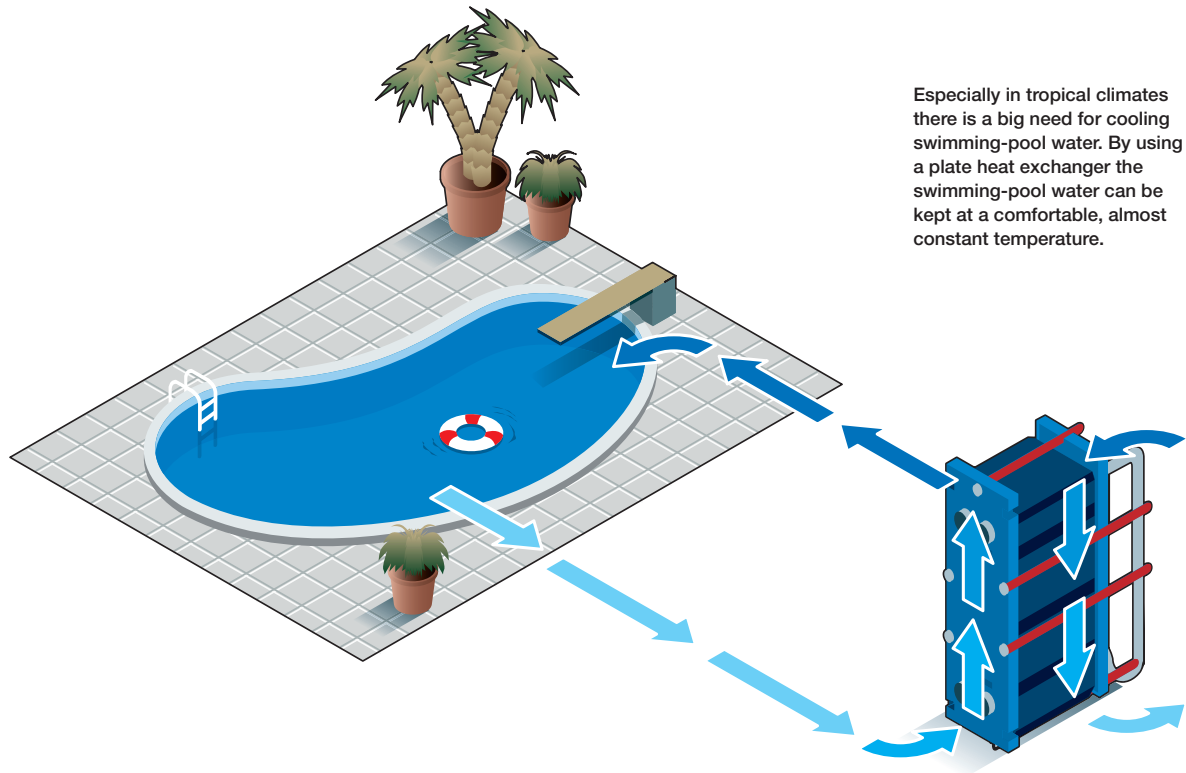 Especially in tropical climates
there is a big need for cooling
swimming-pool water. By using
a plate heat exchanger the
swimming-pool water can be
kept at a comfortable, almost
constant temperature.